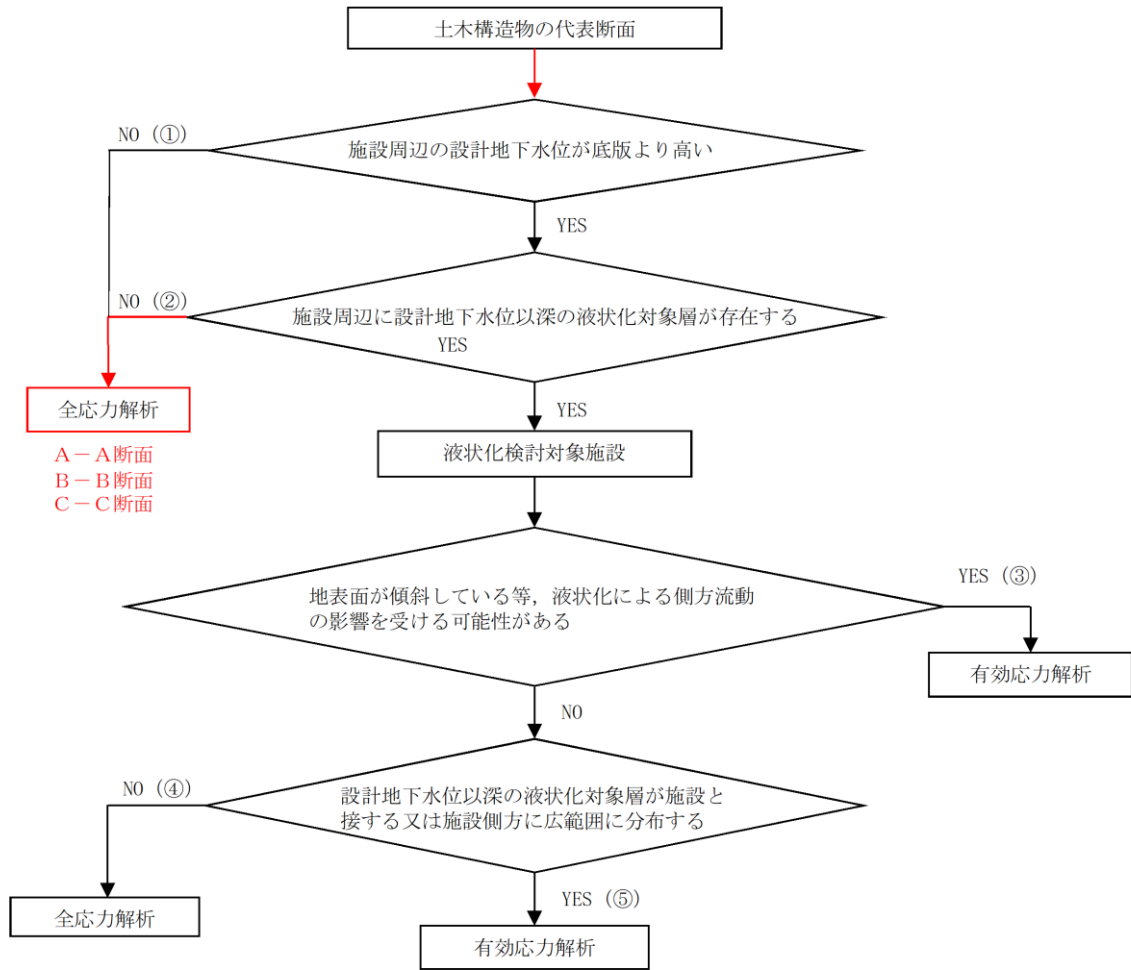 土木構造物の代表断面
NO (①)
施設周辺の設計地下水位が底版より高い
YES
NO (②)
施設周辺に設計地下水位以深の液状化対象層が存在する
YES
全応力解析
A-A断面
B-B断面
C-C断面
YES
液状化検討対象施設
地表面が傾斜している等,液状化による側方流動
の影響を受ける可能性がある
YES (③)
有効応力解析
NO
NO (④)
設計地下水位以深の液状化対象層が施設と
接する又は施設側方に広範囲に分布する
全応力解析
YES (⑤)
有効応力解析